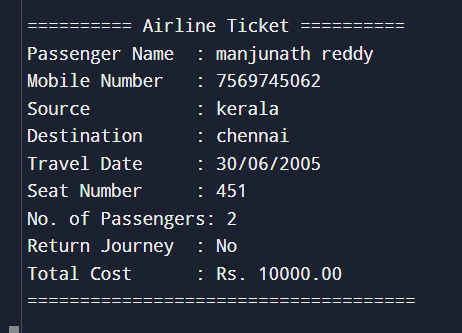 ========== Airline Ticket ==========
Passenger Name  : manjunath reddy
Mobile Number   : 7569745062
Source          : kerala
Destination     : chennai
Travel Date     : 30/06/2005
Seat Number     : 451
No. of Passengers: 2
Return Journey  : No
Total Cost      : Rs. 10000.00
=====================================